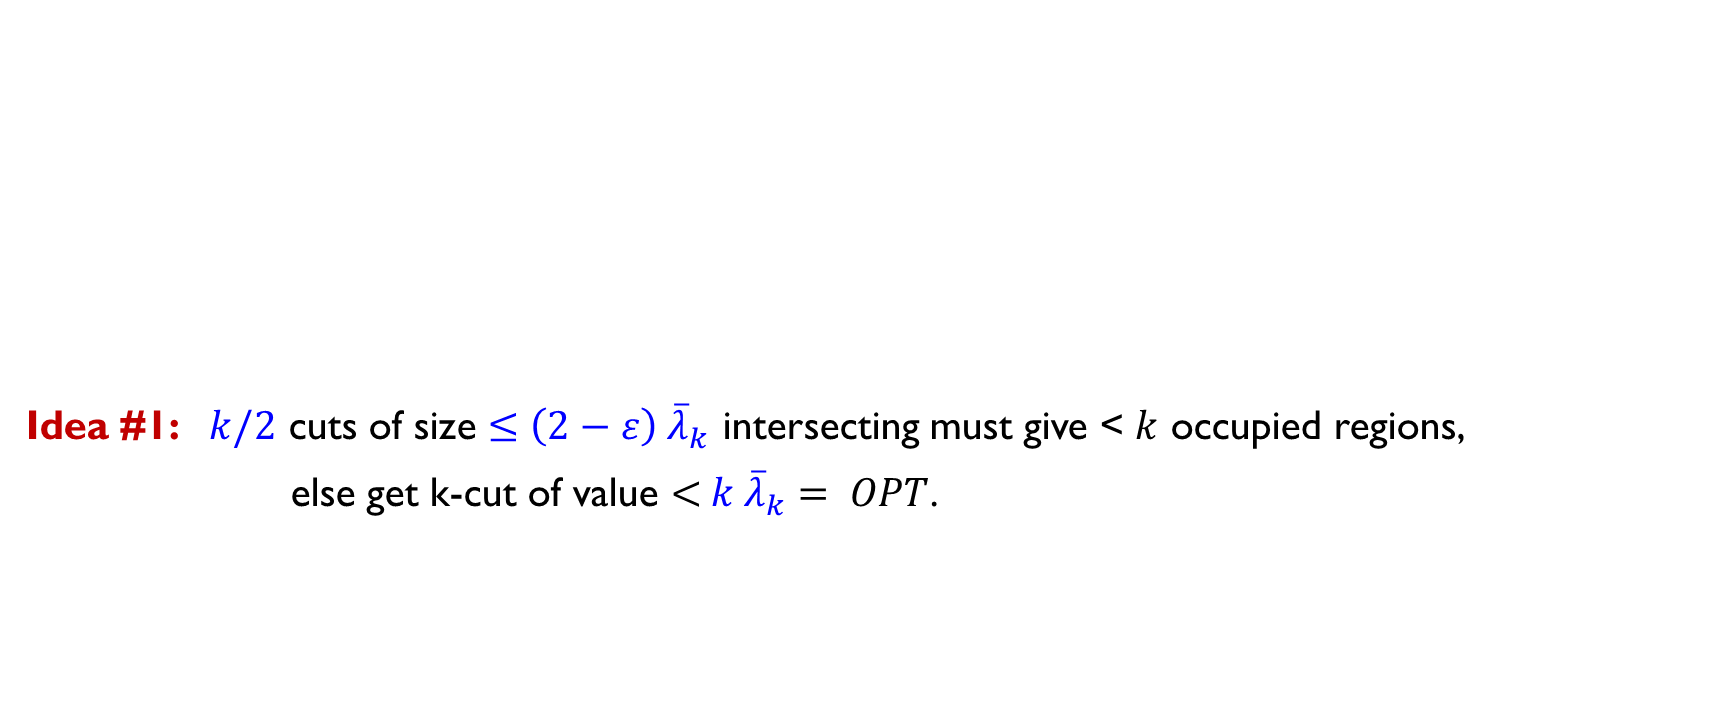 Idea #1: k/2 cuts of size ≤ (2 − ε) λ̄ₖ intersecting must give < k occupied regions,
else get k-cut of value < k λ̄ₖ = OPT.